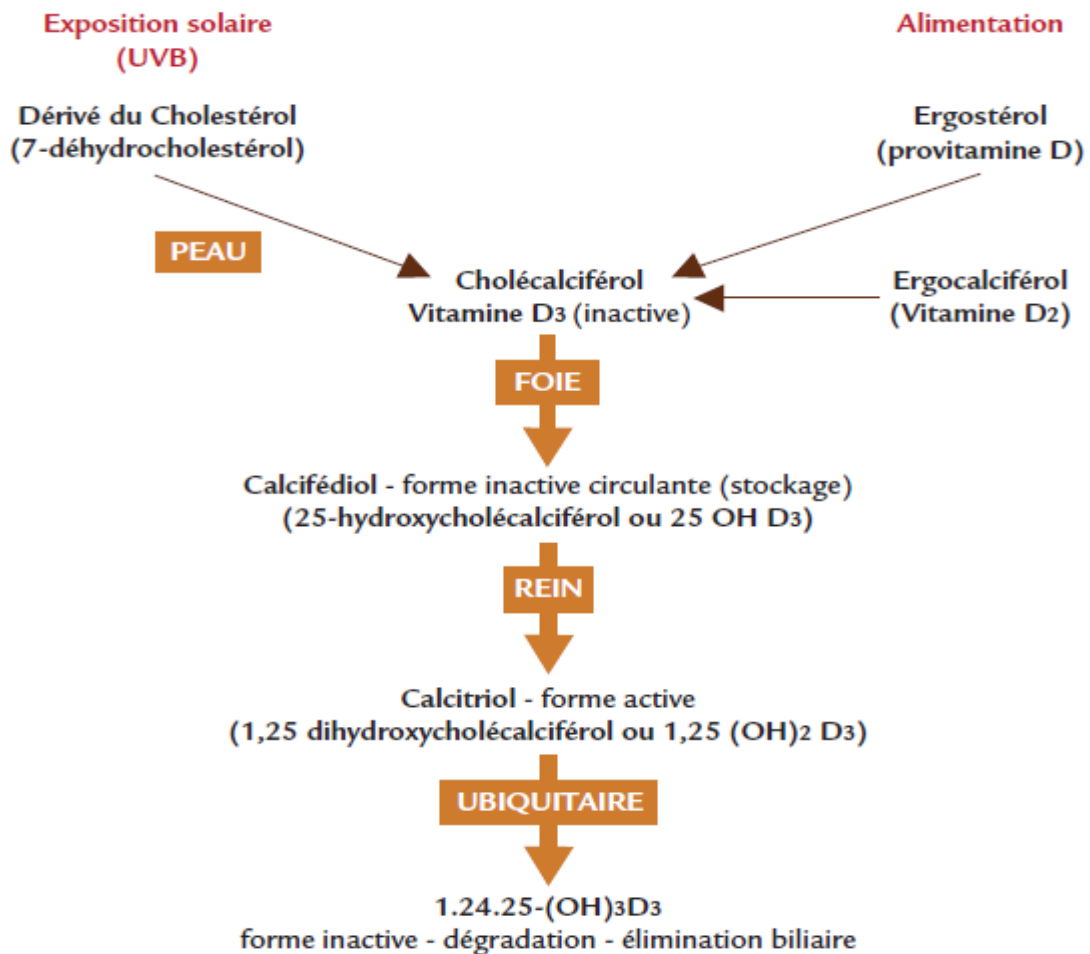 Exposition solaire
(UVB)
Alimentation
Dérivé du Cholestérol
(7-déhydrocholestérol)
Ergostérol
(provitamine D)
PEAU
Cholécalciférol
Vitamine D3 (inactive)
Ergocalciférol
(Vitamine D2)
FOIE
Calcifédiol - forme inactive circulante (stockage)
(25-hydroxycholécalciférol ou 25 OH D3)
REIN
Calcitriol - forme active
(1,25 dihydroxycholécalciférol ou 1,25 (OH)2 D3)
UBIQUITAIRE
1.24.25-(OH)3D3
forme inactive - dégradation - élimination biliaire